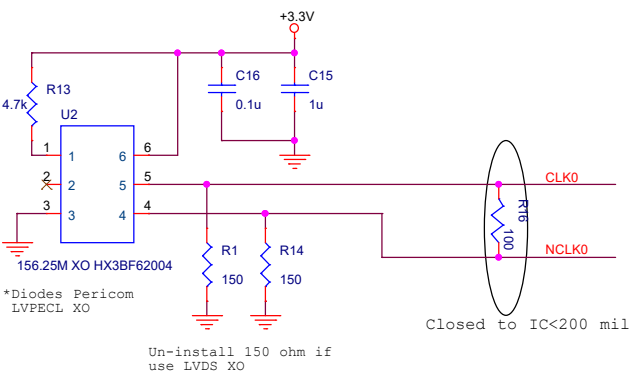 +3.3V
R13
4.7k
C16
0.1u
C15
1u
U2
1
1
6
6
2
2
5
5
3
3
4
4
CLK0
R16
100
NCLK0
R1
150
R14
150
156.25M XO HX3BF62004
*Diodes Pericom
LVPECL XO
Closed to IC<200 mil
Un-install 150 ohm if
use LVDS XO